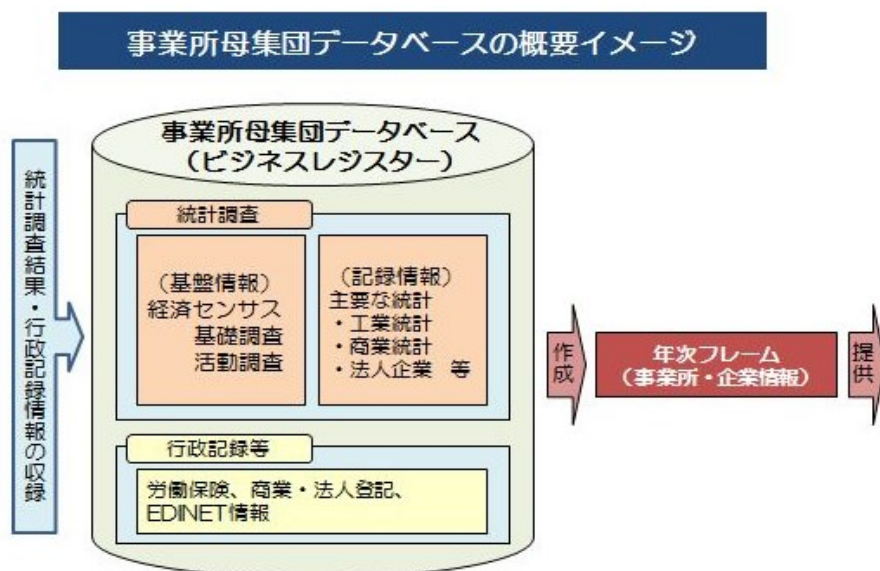 事業所母集団データベースの概要イメージ
統計調査結果・行政記録情報の収録
事業所母集団データベース
（ビジネスレジスター）
統計調査
（基盤情報）
経済センサス
基礎調査
活動調査
（記録情報）
主要な統計
・工業統計
・商業統計
・法人企業 等
行政記録等
労働保険、商業・法人登記、
EDINET情報
作成
年次フレーム
（事業所・企業情報）
提供